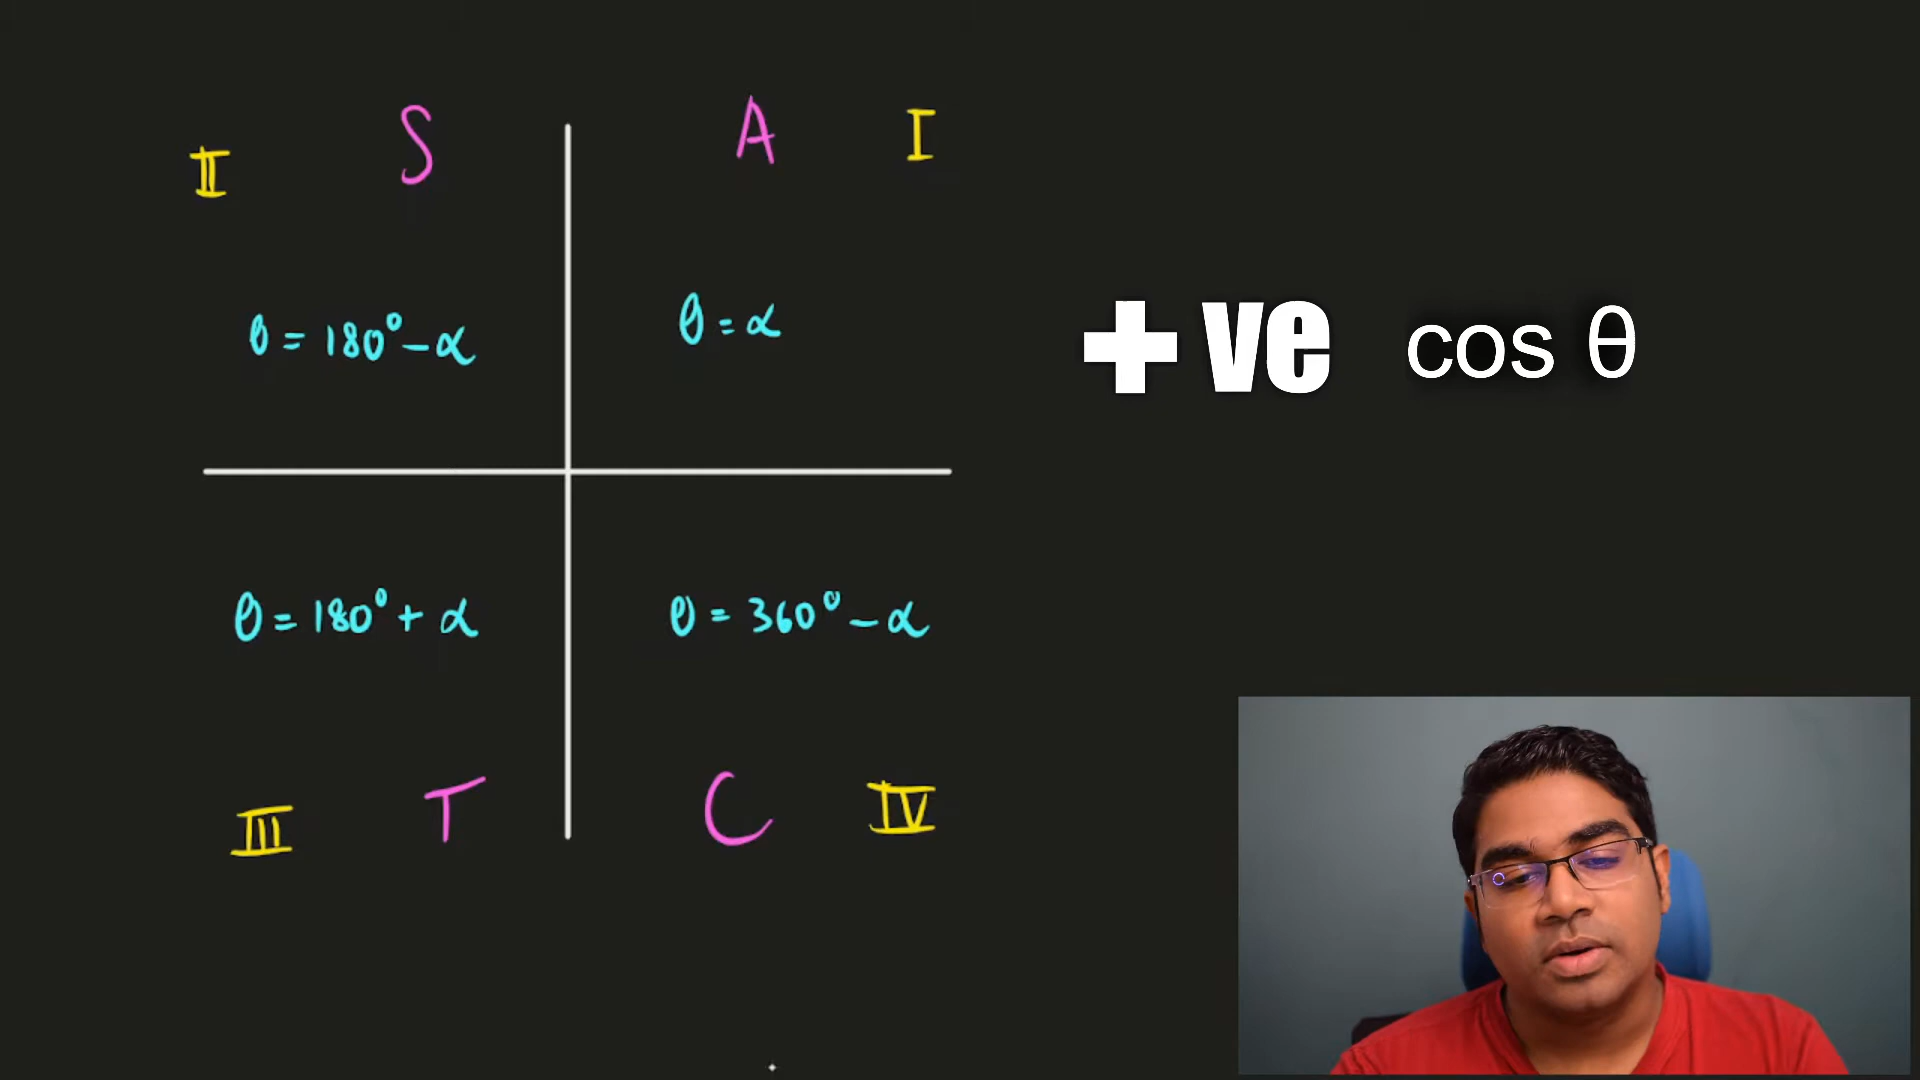 II S A I
θ = 180° - α
θ = α
+ve cos θ
θ = 180° + α
θ = 360° - α
III T C IV